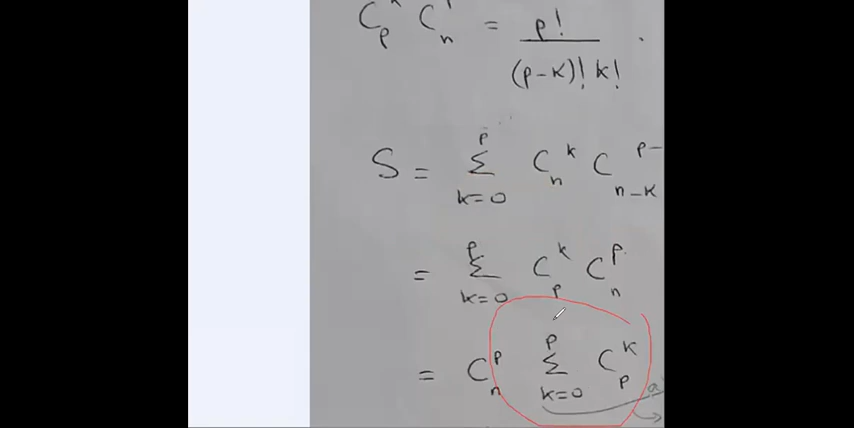 C_p^k C_n^p = p! / (p-k)! k! .
S = Σ_{k=0}^{p} C_n^k C_{n-k}^{p-
= Σ_{k=0}^{p} C_p^k C_n^p
= C_n^p Σ_{k=0}^{p} C_p^k